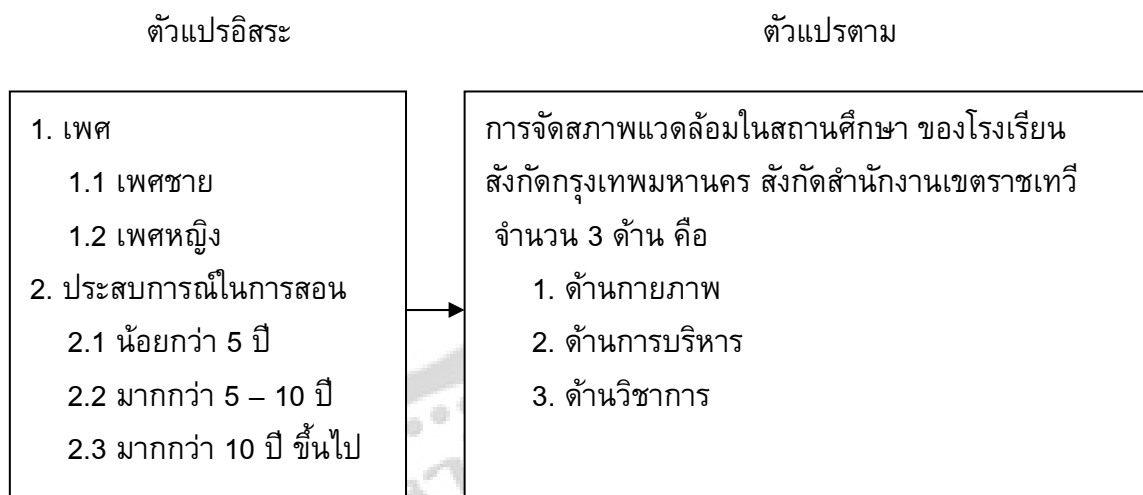 ตัวแปรอิสระ
ตัวแปรตาม
1. เพศ
1.1 เพศชาย
1.2 เพศหญิง
2. ประสบการณ์ในการสอน
2.1 น้อยกว่า 5 ปี
2.2 มากกว่า 5 – 10 ปี
2.3 มากกว่า 10 ปี ขึ้นไป
การจัดสภาพแวดล้อมในสถานศึกษา ของโรงเรียน
สังกัดกรุงเทพมหานคร สังกัดสำนักงานเขตราชเทวี
จำนวน 3 ด้าน คือ
1. ด้านกายภาพ
2. ด้านการบริหาร
3. ด้านวิชาการ